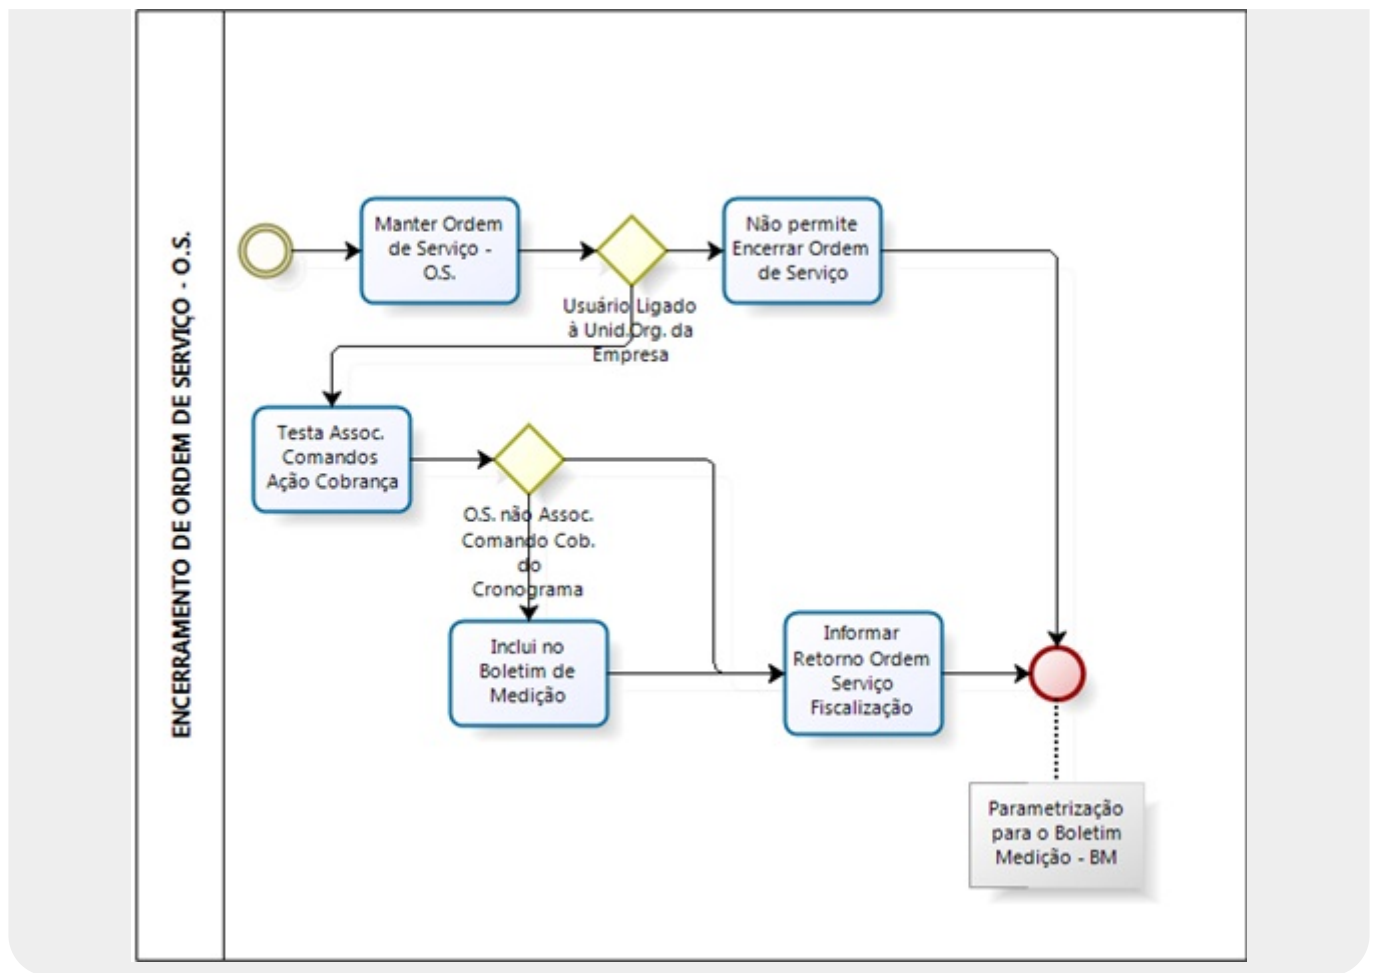 ENCERRAMENTO DE ORDEM DE SERVIÇO - O.S.
Manter Ordem
de Serviço -
O.S.
Usuário Ligado
à Unid.Org. da
Empresa
Não permite
Encerrar Ordem
de Serviço
Testa Assoc.
Comandos
Ação Cobrança
O.S. não Assoc.
Comando Cob.
do
Cronograma
Inclui no
Boletim de
Medição
Informar
Retorno Ordem
Serviço
Fiscalização
Parametrização
para o Boletim
Medição - BM